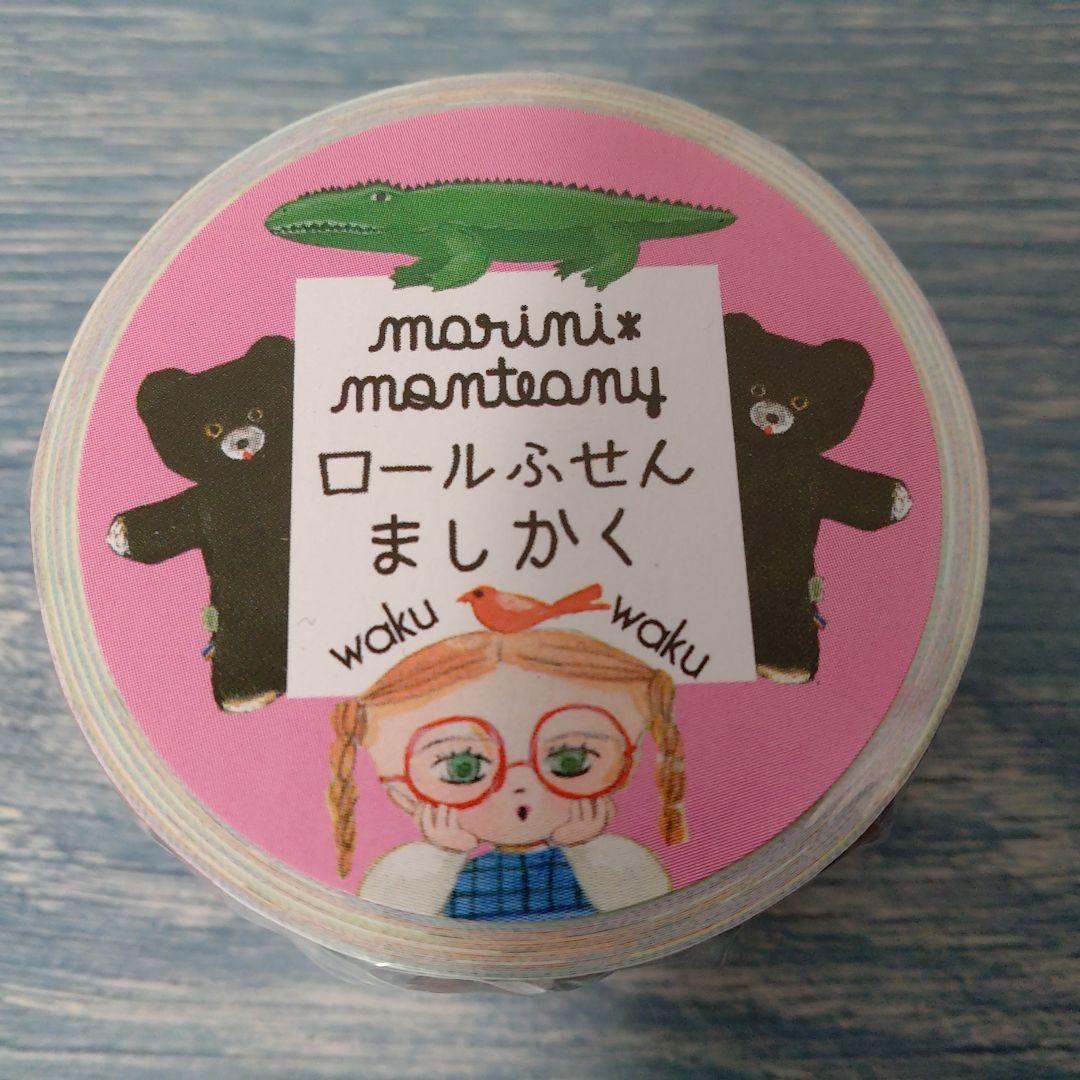 marini*
monteany
ロールふせん
ましかく
waku waku